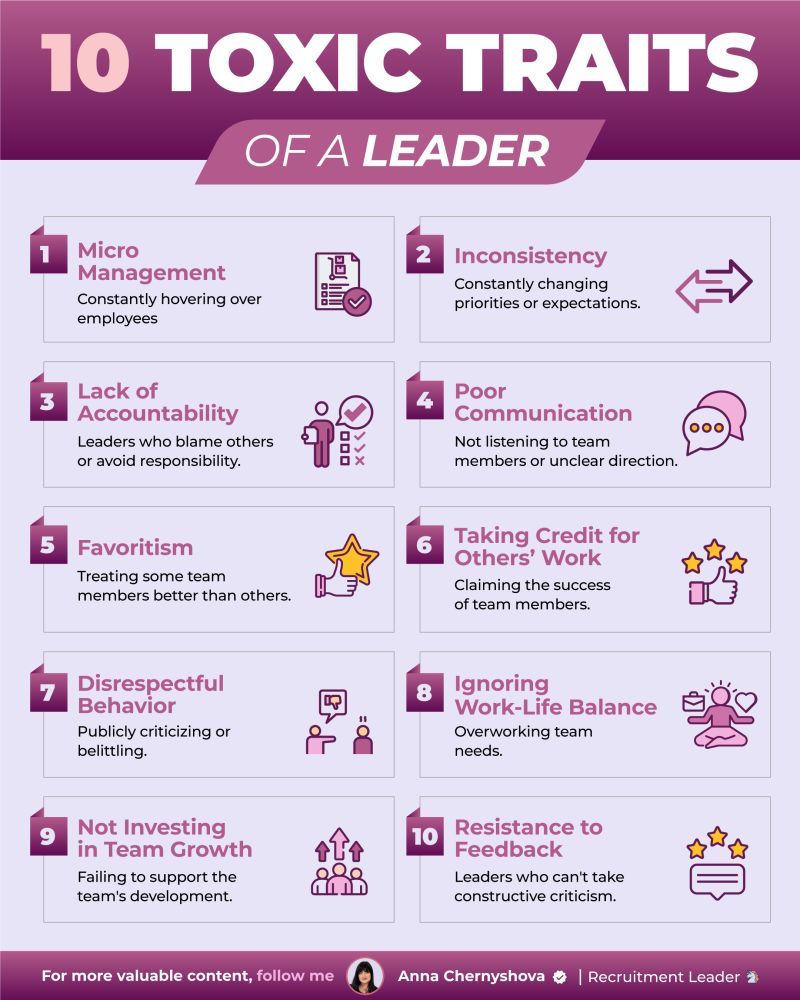 10 TOXIC TRAITS
OF A LEADER
1
Micro
Management
Constantly hovering over
employees
2
Inconsistency
Constantly changing
priorities or expectations.
3
Lack of
Accountability
Leaders who blame others
or avoid responsibility.
4
Poor
Communication
Not listening to team
members or unclear direction.
5
Favoritism
Treating some team
members better than others.
6
Taking Credit for
Others’ Work
Claiming the success
of team members.
7
Disrespectful
Behavior
Publicly criticizing or
belittling.
8
Ignoring
Work-Life Balance
Overworking team
needs.
9
Not Investing
in Team Growth
Failing to support the
team's development.
10
Resistance to
Feedback
Leaders who can't take
constructive criticism.
For more valuable content, follow me Anna Chernyshova | Recruitment Leader